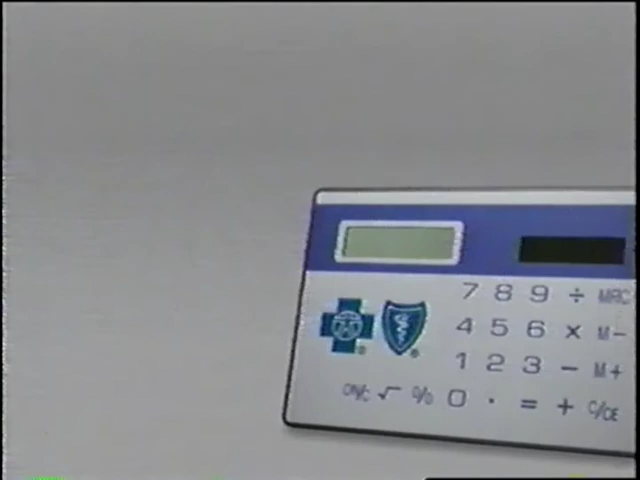 7 8 9 ÷ MRC
4 5 6 × M−
1 2 3 − M+
ON/C √ % 0 · = + C/CE